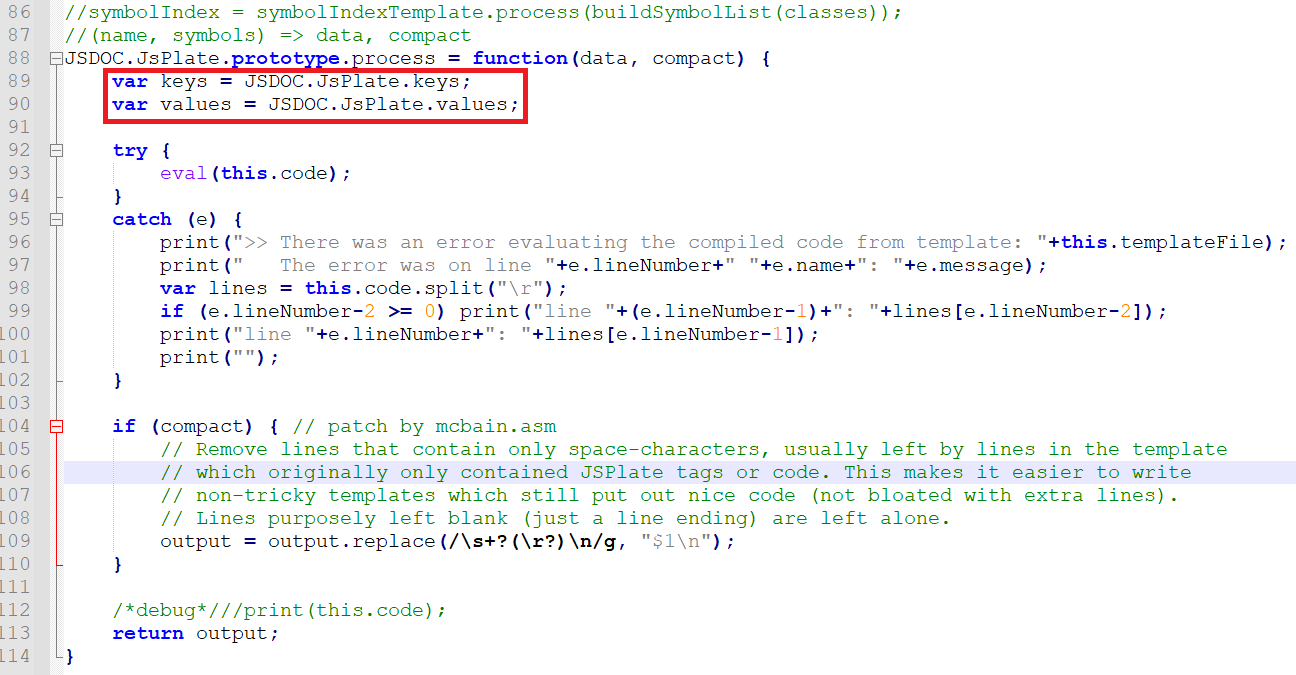 86 //symbolIndex = symbolIndexTemplate.process(buildSymbolList(classes));
87 //(name, symbols) => data, compact
88 JSDOC.JsPlate.prototype.process = function(data, compact) {
89     var keys = JSDOC.JsPlate.keys;
90     var values = JSDOC.JsPlate.values;
91
92     try {
93         eval(this.code);
94     }
95     catch (e) {
96         print(">> There was an error evaluating the compiled code from template: "+this.templateFile);
97         print("   The error was on line "+e.lineNumber+" "+e.name+": "+e.message);
98         var lines = this.code.split("\r");
99         if (e.lineNumber-2 >= 0) print("line "+(e.lineNumber-1)+": "+lines[e.lineNumber-2]);
100         print("line "+e.lineNumber+": "+lines[e.lineNumber-1]);
101         print("");
102     }
103
104     if (compact) { // patch by mcbain.asm
105         // Remove lines that contain only space-characters, usually left by lines in the template
106         // which originally only contained JSPlate tags or code. This makes it easier to write
107         // non-tricky templates which still put out nice code (not bloated with extra lines).
108         // Lines purposely left blank (just a line ending) are left alone.
109         output = output.replace(/\s+?(\r?)\n/g, "$1\n");
110     }
111
112     /*debug*///print(this.code);
113     return output;
114 }